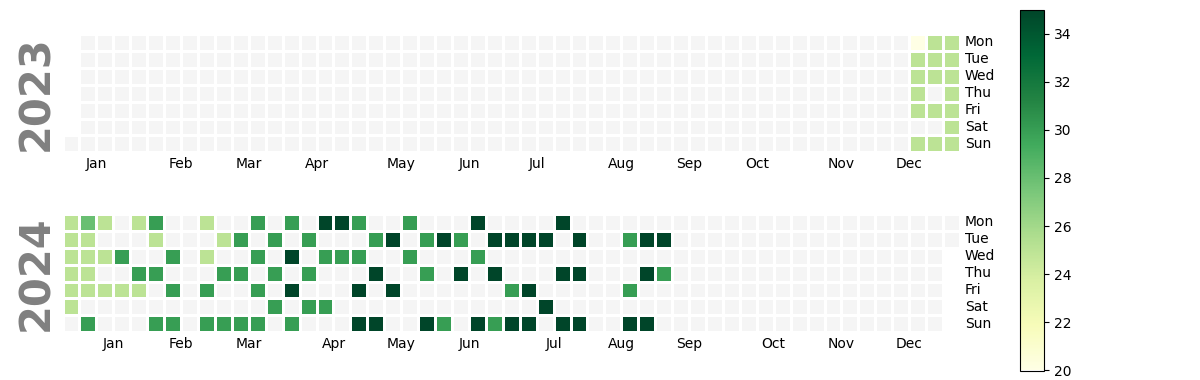 2023
Mon
Tue
Wed
Thu
Fri
Sat
Sun
Jan Feb Mar Apr May Jun Jul Aug Sep Oct Nov Dec
2024
Mon
Tue
Wed
Thu
Fri
Sat
Sun
Jan Feb Mar Apr May Jun Jul Aug Sep Oct Nov Dec
34
32
30
28
26
24
22
20